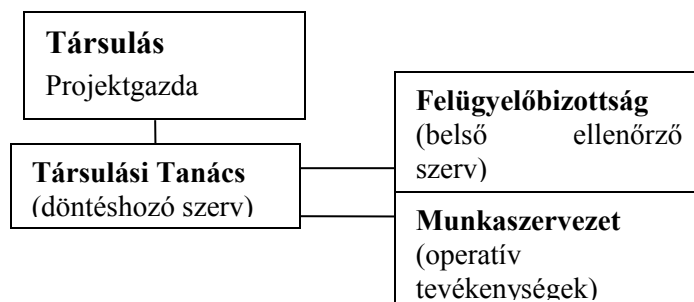 Társulás
Projektgazda
Társulási Tanács
(döntéshozó szerv)
Felügyelőbizottság
(belső ellenőrző
szerv)
Munkaszervezet
(operatív
tevékenységek)